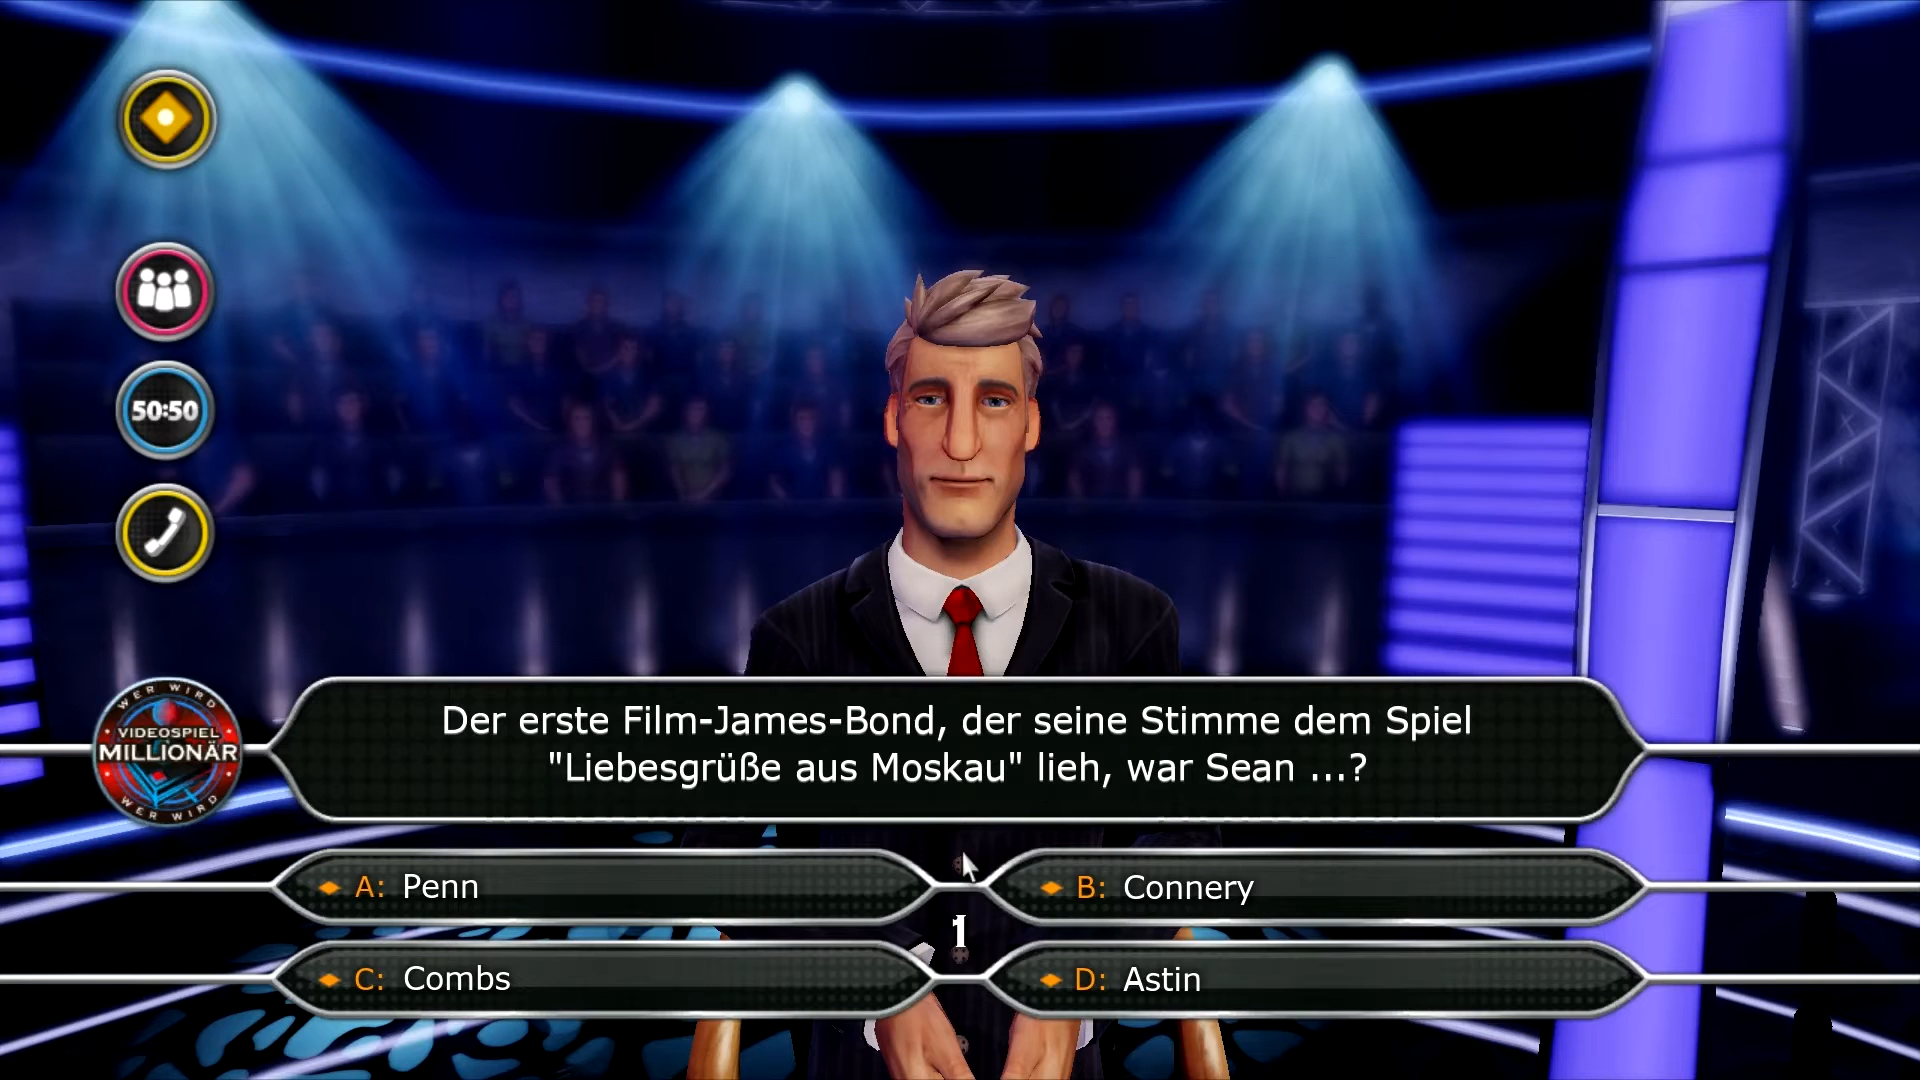 50:50
WER WIRD
VIDEOSPIEL
MILLIONÄR
WER WIRD
Der erste Film-James-Bond, der seine Stimme dem Spiel
"Liebesgrüße aus Moskau" lieh, war Sean ...?
A: Penn
B: Connery
1
C: Combs
D: Astin